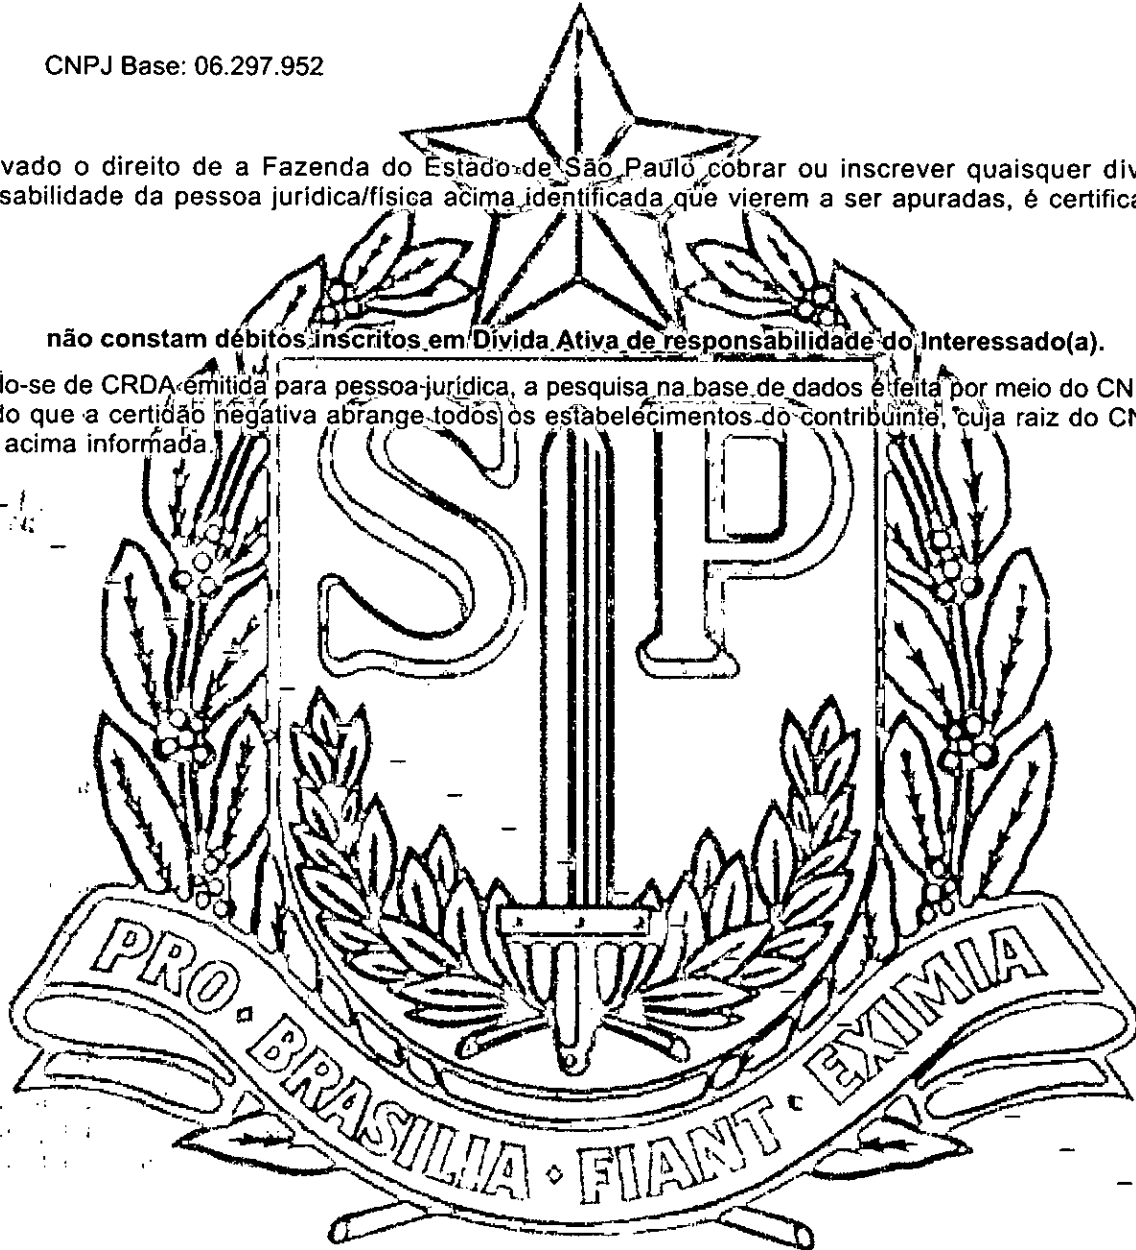 CNPJ Base: 06.297.952
vado o direito de a Fazenda do Estado de São Paulo cobrar ou inscrever quaisquer dív
sabilidade da pessoa jurídica/física acima identificada que vierem a ser apuradas, é certifica
não constam débitos inscritos em Dívida Ativa de responsabilidade do Interessado(a).
do-se de CRDA emitida para pessoa jurídica, a pesquisa na base de dados é feita por meio do CN
do que a certidão negativa abrange todos os estabelecimentos do contribuinte, cuja raiz do CN
acima informada.
SP
PRO · BRASILIA · FIANT · EXIMIA